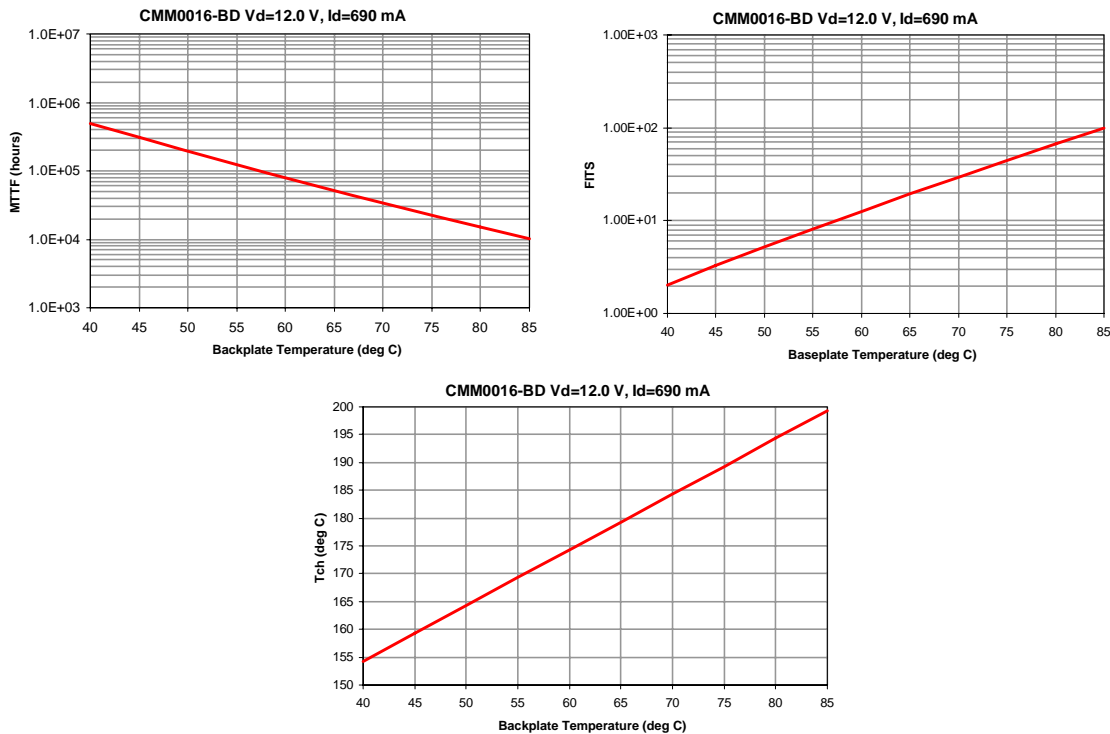 CMM0016-BD Vd=12.0 V, Id=690 mA
1.0E+07
1.0E+06
1.0E+05
1.0E+04
1.0E+03
MTTF (hours)
40 45 50 55 60 65 70 75 80 85
Backplate Temperature (deg C)
CMM0016-BD Vd=12.0 V, Id=690 mA
1.00E+03
1.00E+02
1.00E+01
1.00E+00
FITS
40 45 50 55 60 65 70 75 80 85
Baseplate Temperature (deg C)
CMM0016-BD Vd=12.0 V, Id=690 mA
200
195
190
185
180
175
170
165
160
155
150
Tch (deg C)
40 45 50 55 60 65 70 75 80 85
Backplate Temperature (deg C)